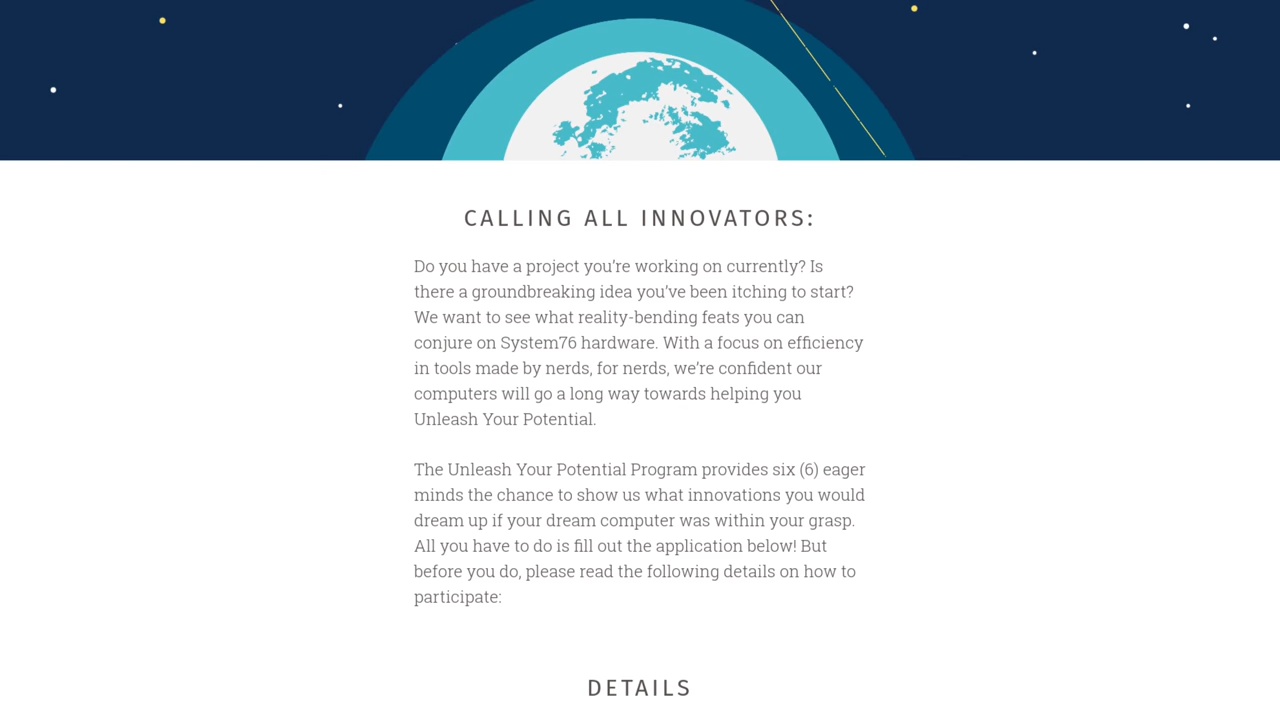 CALLING ALL INNOVATORS:
Do you have a project you’re working on currently? Is
there a groundbreaking idea you’ve been itching to start?
We want to see what reality-bending feats you can
conjure on System76 hardware. With a focus on efficiency
in tools made by nerds, for nerds, we’re confident our
computers will go a long way towards helping you
Unleash Your Potential.
The Unleash Your Potential Program provides six (6) eager
minds the chance to show us what innovations you would
dream up if your dream computer was within your grasp.
All you have to do is fill out the application below! But
before you do, please read the following details on how to
participate:
DETAILS